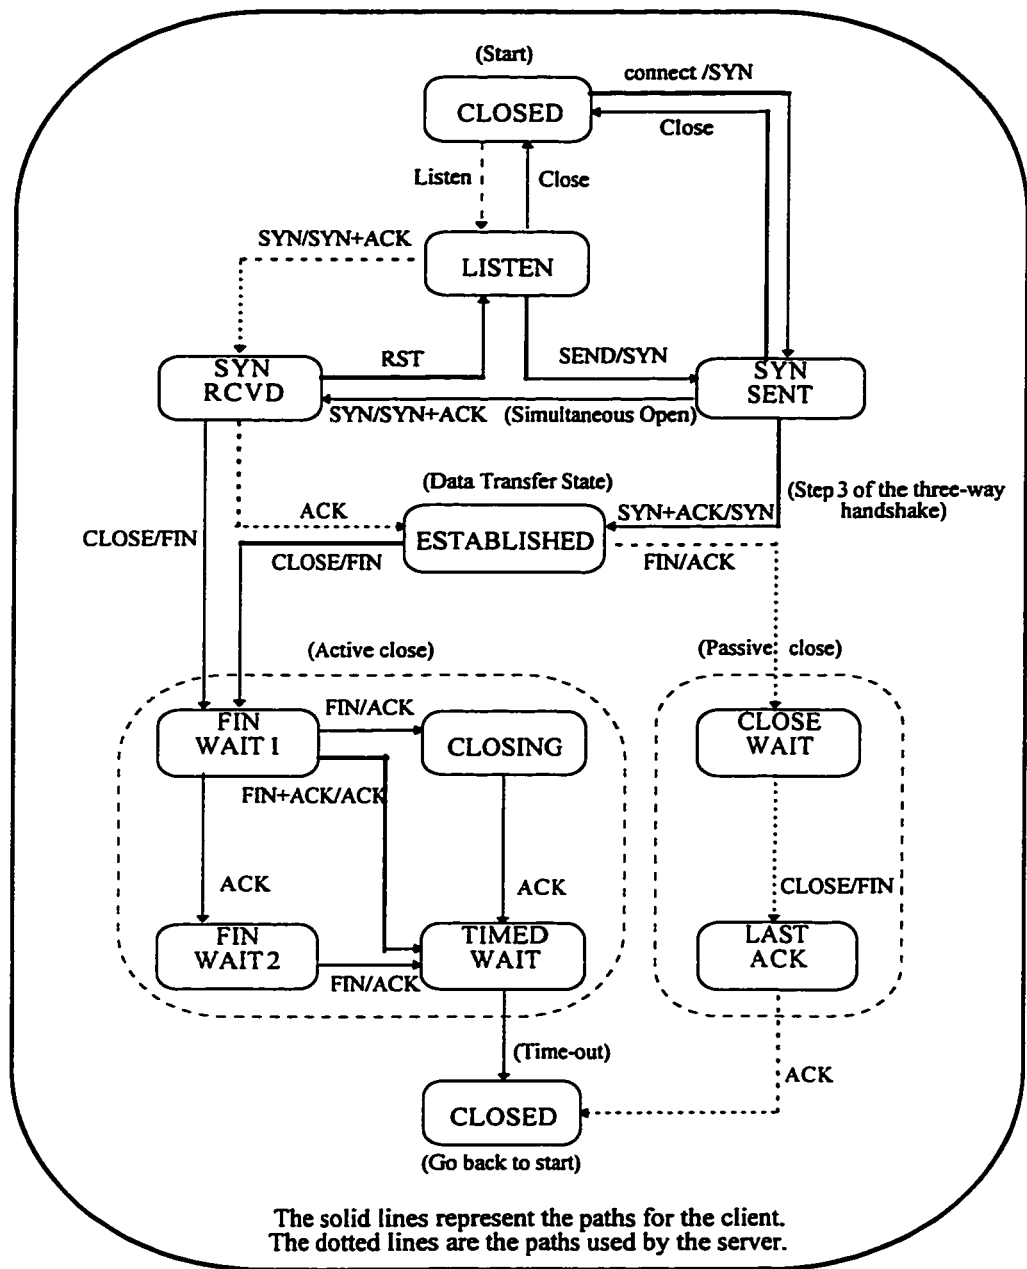 (Start)
connect /SYN
CLOSED
Close
Listen
Close
SYN/SYN+ACK
LISTEN
RST
SEND/SYN
SYN
RCVD
SYN
SENT
SYN/SYN+ACK (Simultaneous Open)
(Data Transfer State)
(Step 3 of the three-way
handshake)
ACK
SYN+ACK/SYN
CLOSE/FIN
ESTABLISHED
CLOSE/FIN
FIN/ACK
(Active close)
(Passive close)
FIN
WAIT 1
FIN/ACK
CLOSING
CLOSE
WAIT
FIN+ACK/ACK
ACK
ACK
CLOSE/FIN
FIN
WAIT 2
TIMED
WAIT
LAST
ACK
FIN/ACK
(Time-out)
ACK
CLOSED
(Go back to start)
The solid lines represent the paths for the client.
The dotted lines are the paths used by the server.